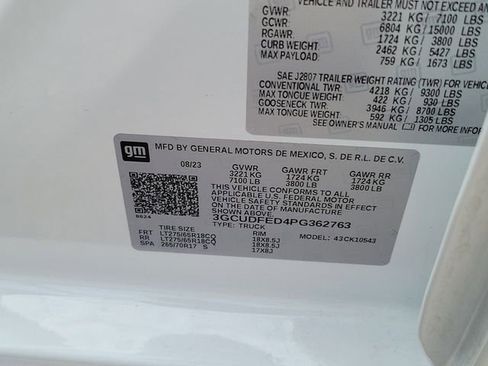 VEHICLE AND TRAILER MUST NOT EXCEED ANY
GVWR: 3221 KG / 7100 LBS
GCWR: 6804 KG / 15000 LBS
RGAWR: 1724 KG / 3800 LBS
CURB WEIGHT: 2462 KG / 5427 LBS
MAX PAYLOAD: 759 KG / 1673 LBS
SAE J2807 TRAILER WEIGHT RATING (TWR) FOR VEHICLE
CONVENTIONAL TWR: 4218 KG / 9300 LBS
MAX TONGUE WEIGHT: 422 KG / 930 LBS
GOOSENECK TWR: 3946 KG / 8700 LBS
MAX TONGUE WEIGHT: 592 KG / 1305 LBS
SEE OWNER'S MANUAL FOR
gm
MFD BY GENERAL MOTORS DE MEXICO, S. DE R.L. DE C.V.
08/23 GVWR GAWR FRT GAWR RR
3221 KG 1724 KG 1724 KG
7100 LB 3800 LB 3800 LB
THIS VEHICLE CONFORMS TO ALL APPLICABLE
U.S. FEDERAL MOTOR VEHICLE SAFETY
STANDARDS IN EFFECT ON THE DATE
OF MANUFACTURE SHOWN ABOVE.
3GCUDFED4PG362763
TYPE: TRUCK MODEL: 43CK10543
TIRE SIZE RIM
FRT LT275/65R18CQ 18X8.5J
RR LT275/65R18CQ 18X8.5J
SPA 265/70R17 S 17X8J